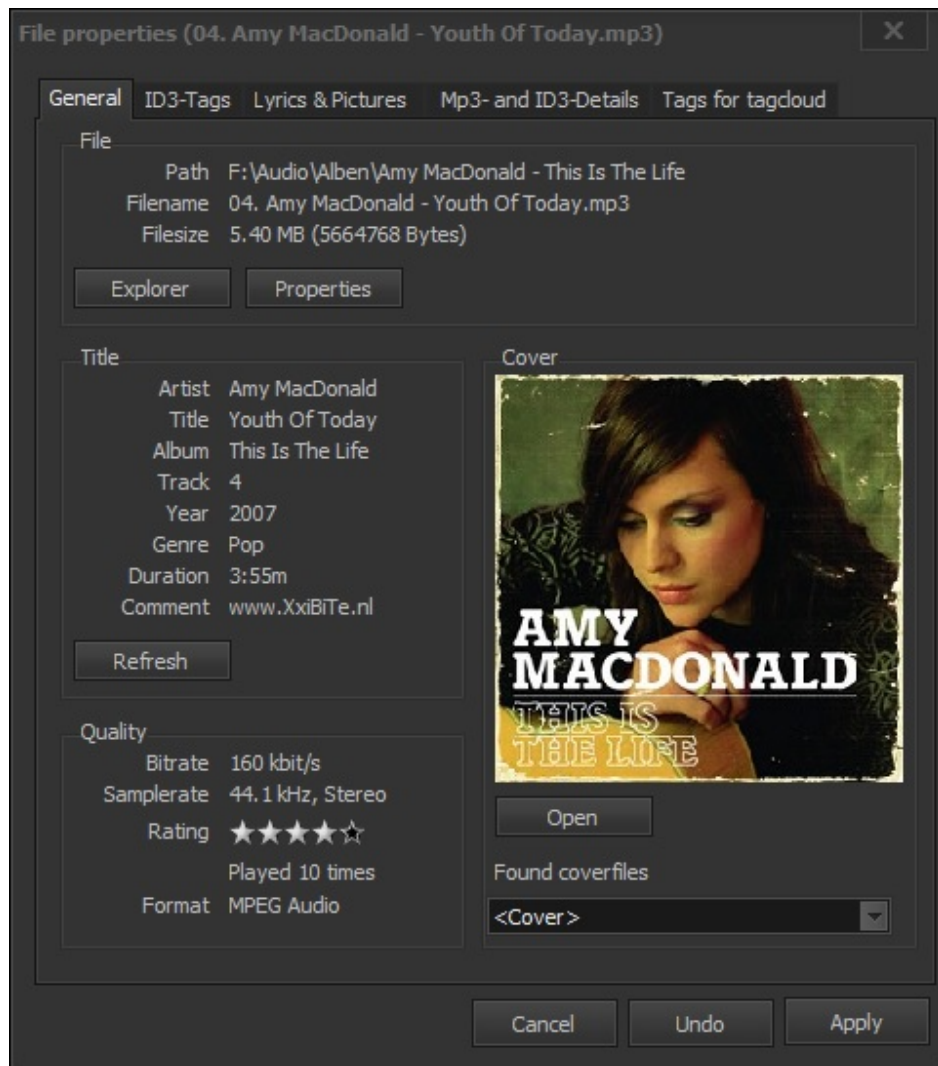 File properties (04. Amy MacDonald - Youth Of Today.mp3)
General ID3-Tags Lyrics & Pictures Mp3- and ID3-Details Tags for tagcloud
File
Path F:\Audio\Alben\Amy MacDonald - This Is The Life
Filename 04. Amy MacDonald - Youth Of Today.mp3
Filesize 5.40 MB (5664768 Bytes)
Explorer Properties
Title
Artist Amy MacDonald
Title Youth Of Today
Album This Is The Life
Track 4
Year 2007
Genre Pop
Duration 3:55m
Comment www.XxiBiTe.nl
Refresh
Quality
Bitrate 160 kbit/s
Samplerate 44.1 kHz, Stereo
Rating
Played 10 times
Format MPEG Audio
Cover
AMY
MACDONALD
THIS IS
THE LIFE
Open
Found coverfiles
<Cover>
Cancel Undo Apply